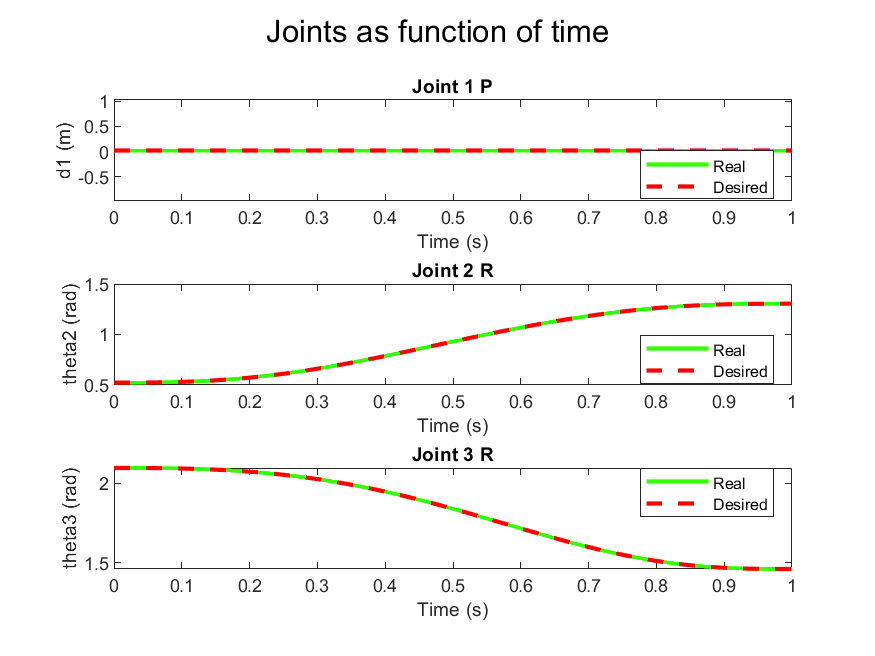 Joints as function of time
Joint 1 P
d1 (m)
1
0.5
0
-0.5
Real
Desired
0 0.1 0.2 0.3 0.4 0.5 0.6 0.7 0.8 0.9 1
Time (s)
Joint 2 R
theta2 (rad)
1.5
1
0.5
Real
Desired
0 0.1 0.2 0.3 0.4 0.5 0.6 0.7 0.8 0.9 1
Time (s)
Joint 3 R
theta3 (rad)
2
1.5
Real
Desired
0 0.1 0.2 0.3 0.4 0.5 0.6 0.7 0.8 0.9 1
Time (s)